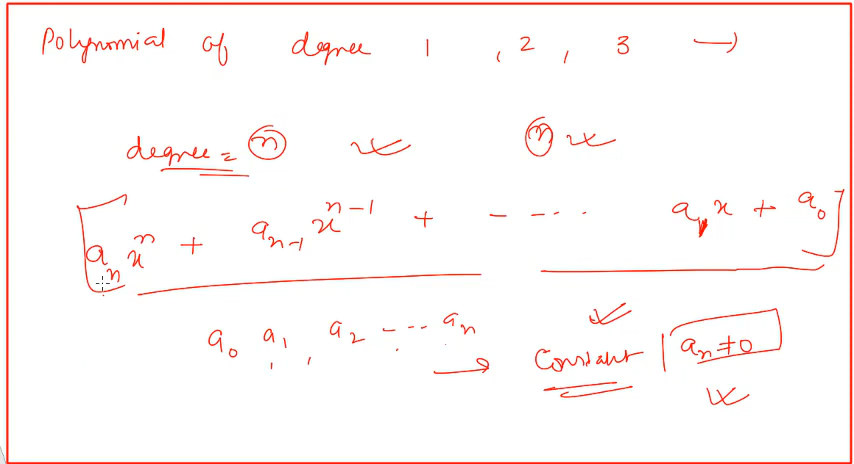 Polynomial of degree 1 , 2 , 3 →
degree = n n
aₙxⁿ + aₙ₋₁xⁿ⁻¹ + - - ... a₁x + a₀
a₀ , a₁ , a₂ - ... aₙ → Constant | aₙ ≠ 0